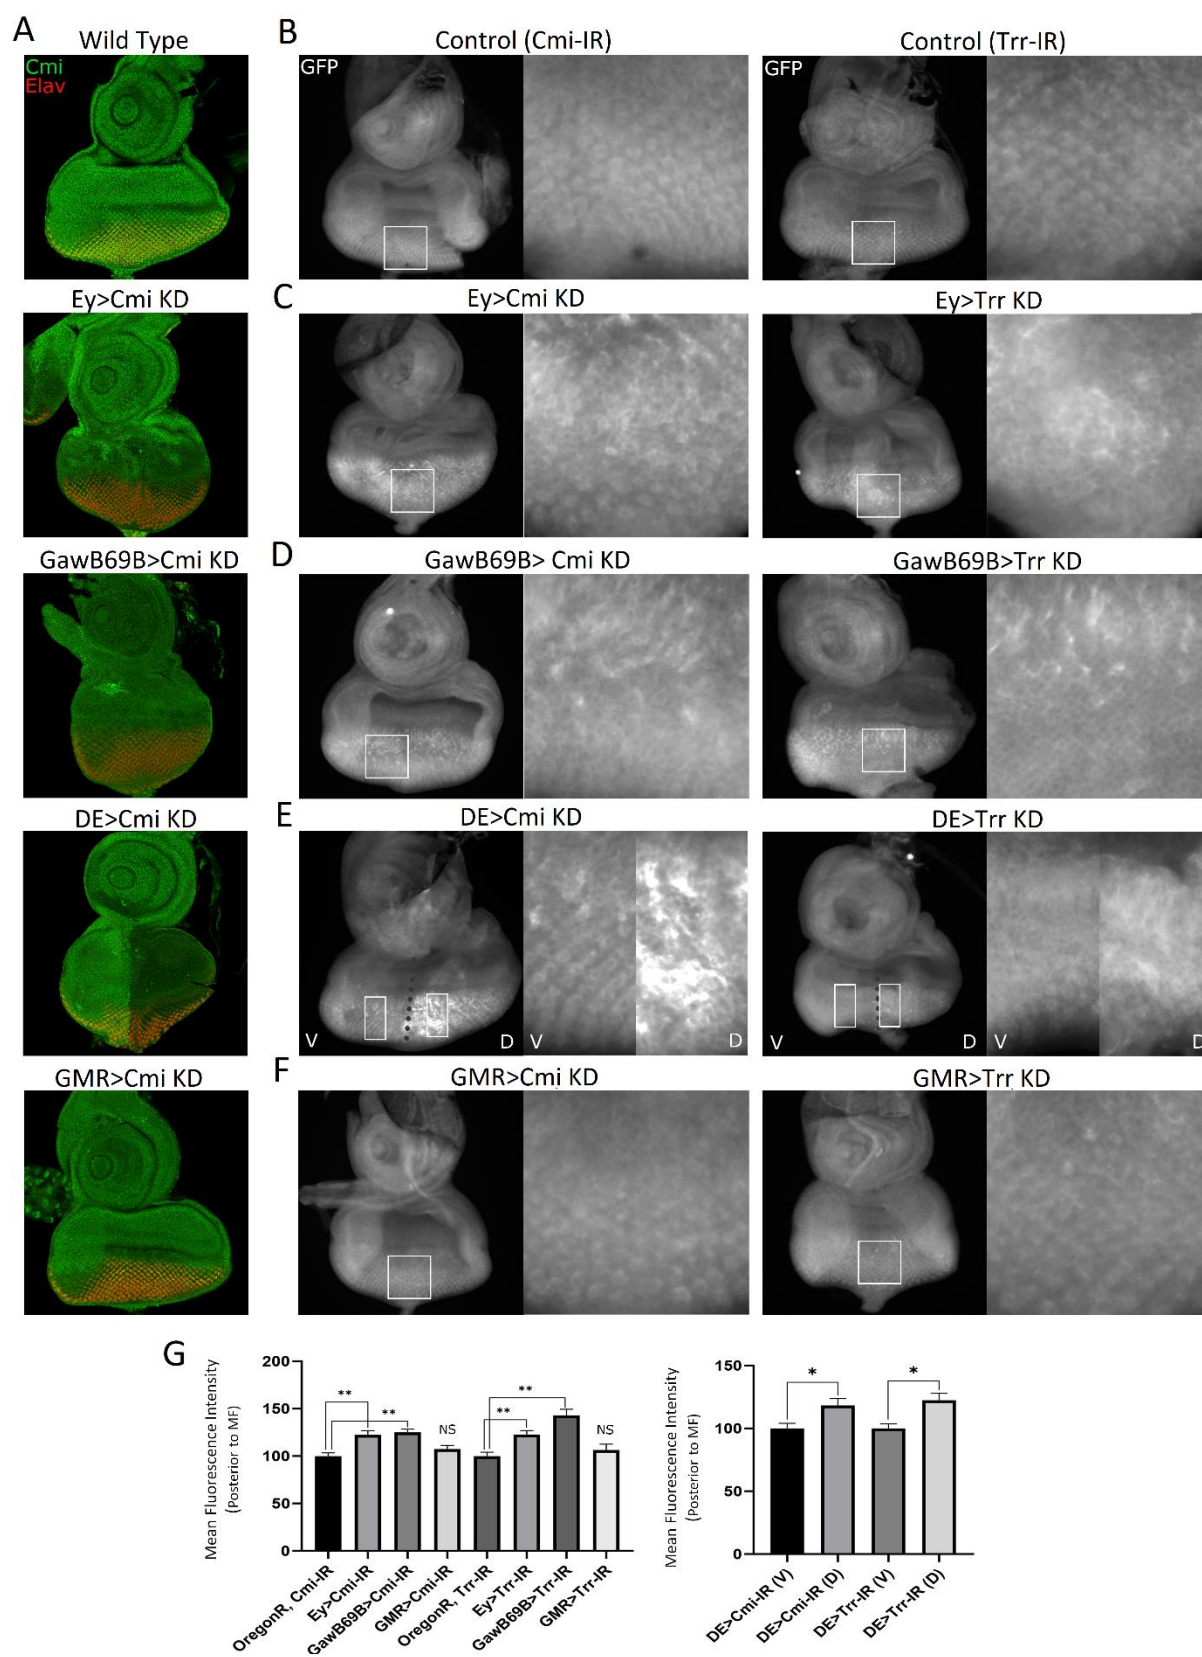 A
Wild Type
Cmi
Elav
B
Control (Cmi-IR)
GFP
Control (Trr-IR)
GFP
Ey>Cmi KD
C
Ey>Cmi KD
Ey>Trr KD
GawB69B>Cmi KD
D
GawB69B> Cmi KD
GawB69B>Trr KD
DE>Cmi KD
E
DE>Cmi KD
V
D
V
D
DE>Trr KD
V
D
V
D
GMR>Cmi KD
F
GMR>Cmi KD
GMR>Trr KD
G
Mean Fluorescence Intensity
(Posterior to MF)
200
150
100
50
0
**
**
NS
**
**
NS
OregonR, Cmi-IR
Ey>Cmi-IR
GawB69B>Cmi-IR
GMR>Cmi-IR
OregonR, Trr-IR
Ey>Trr-IR
GawB69B>Trr-IR
GMR>Trr-IR
Mean Fluorescence Intensity
(Posterior to MF)
150
100
50
0
*
*
DE>Cmi-IR (V)
DE>Cmi-IR (D)
DE>Trr-IR (V)
DE>Trr-IR (D)